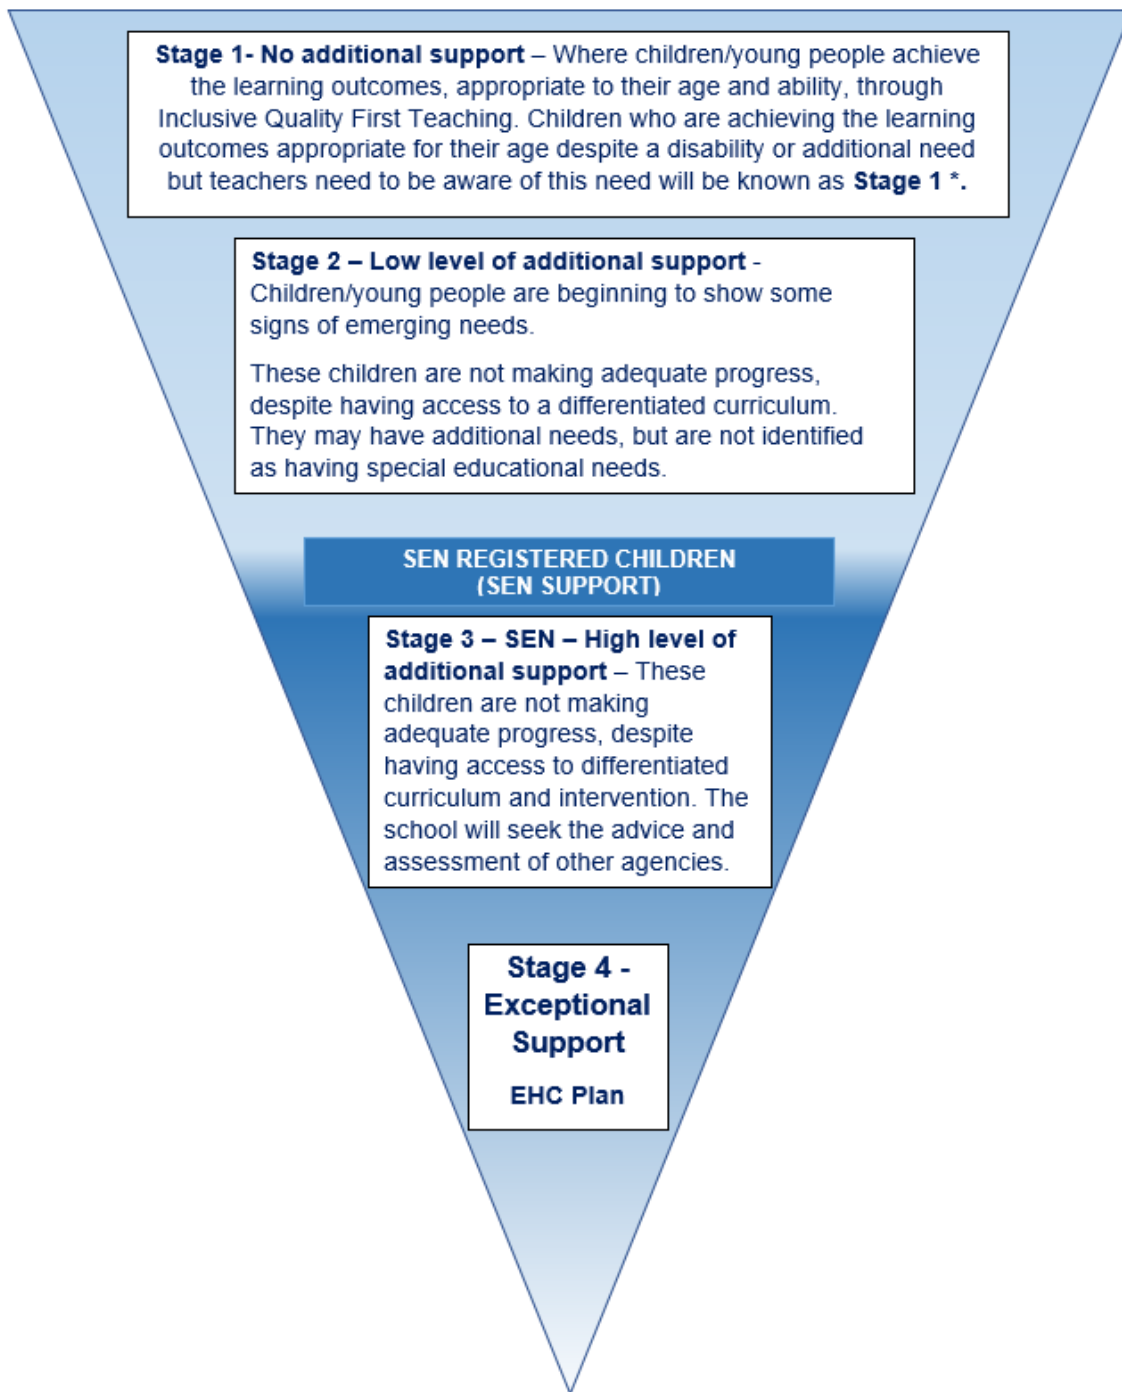 Stage 1- No additional support – Where children/young people achieve
the learning outcomes, appropriate to their age and ability, through
Inclusive Quality First Teaching. Children who are achieving the learning
outcomes appropriate for their age despite a disability or additional need
but teachers need to be aware of this need will be known as Stage 1 *.
Stage 2 – Low level of additional support -
Children/young people are beginning to show some
signs of emerging needs.
These children are not making adequate progress,
despite having access to a differentiated curriculum.
They may have additional needs, but are not identified
as having special educational needs.
SEN REGISTERED CHILDREN
(SEN SUPPORT)
Stage 3 – SEN – High level of
additional support – These
children are not making
adequate progress, despite
having access to differentiated
curriculum and intervention. The
school will seek the advice and
assessment of other agencies.
Stage 4 -
Exceptional
Support
EHC Plan